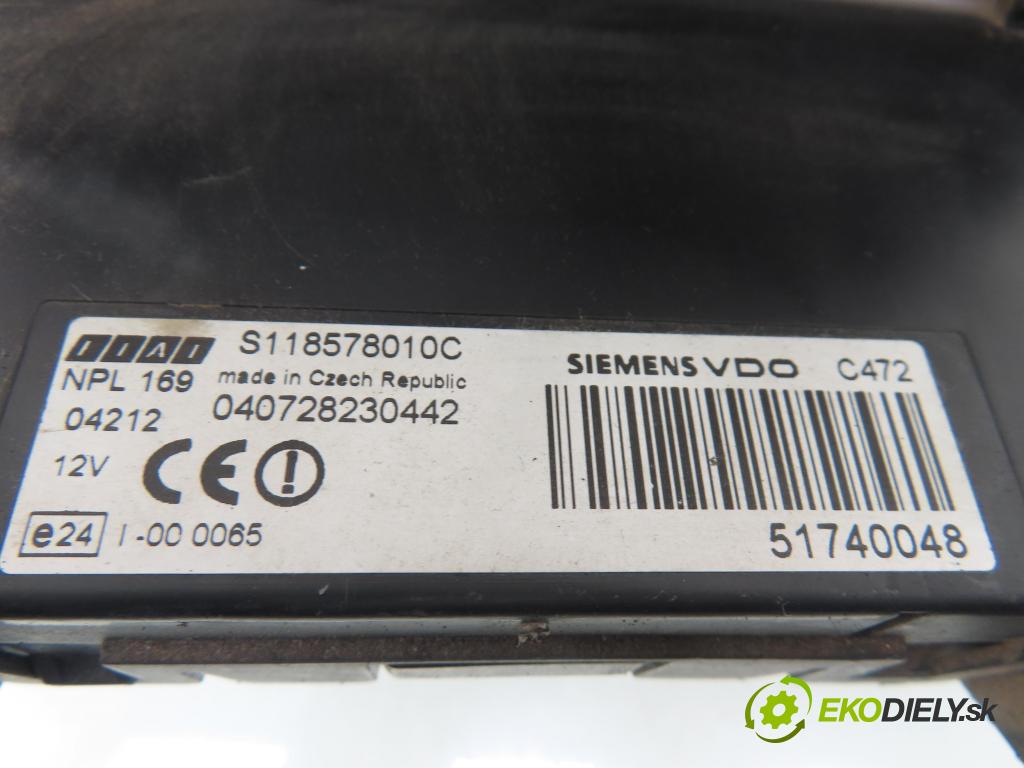 FIAT S118578010C SIEMENS VDO C472
NPL 169 made in Czech Republic
04212 040728230442
12V CE
e24 I -00 0065
51740048
EKODIELY.sk